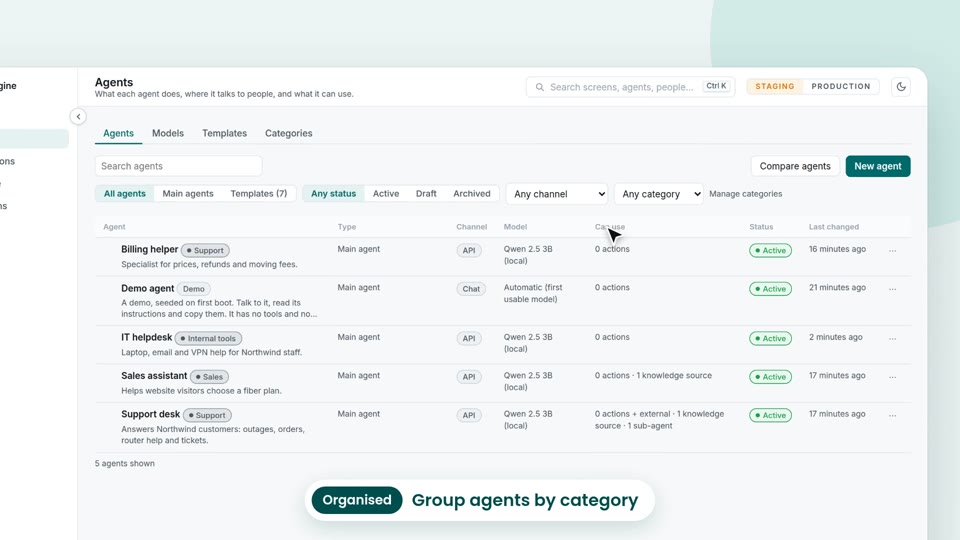 gine
Agents
What each agent does, where it talks to people, and what it can use.
Search screens, agents, people...
Ctrl K
STAGING
PRODUCTION
ons
e
ns
Agents
Models
Templates
Categories
Search agents
Compare agents
New agent
All agents
Main agents
Templates (7)
Any status
Active
Draft
Archived
Any channel
Any category
Manage categories
Agent
Type
Channel
Model
Can use
Status
Last changed
Billing helper
Support
Specialist for prices, refunds and moving fees.
Main agent
API
Qwen 2.5 3B
(local)
0 actions
Active
16 minutes ago
...
Demo agent
Demo
A demo, seeded on first boot. Talk to it, read its
instructions and copy them. It has no tools and no...
Main agent
Chat
Automatic (first
usable model)
0 actions
Active
21 minutes ago
...
IT helpdesk
Internal tools
Laptop, email and VPN help for Northwind staff.
Main agent
API
Qwen 2.5 3B
(local)
0 actions
Active
2 minutes ago
...
Sales assistant
Sales
Helps website visitors choose a fiber plan.
Main agent
API
Qwen 2.5 3B
(local)
0 actions · 1 knowledge source
Active
17 minutes ago
...
Support desk
Support
Answers Northwind customers: outages, orders,
router help and tickets.
Main agent
API
Qwen 2.5 3B
(local)
0 actions + external · 1 knowledge
source · 1 sub-agent
Active
17 minutes ago
...
5 agents shown
Organised
Group agents by category